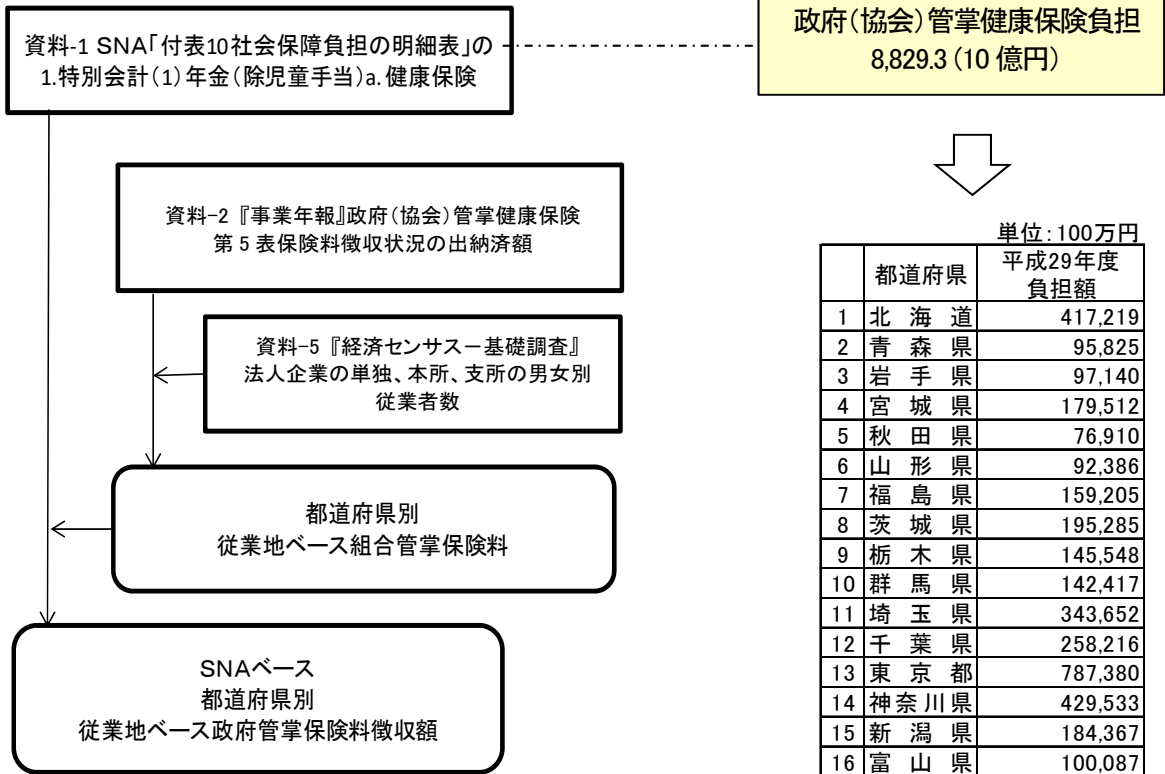 資料-1 SNA「付表10社会保障負担の明細表」の
1.特別会計(1)年金(除児童手当)a.健康保険
政府(協会)管掌健康保険負担
8,829.3(10 億円)
資料-2『事業年報』政府(協会)管掌健康保険
第 5 表保険料徴収状況の出納済額
資料-5『経済センサス−基礎調査』
法人企業の単独、本所、支所の男女別
従業者数
都道府県別
従業地ベース組合管掌保険料
SNAベース
都道府県別
従業地ベース政府管掌保険料徴収額
単位:100万円
都道府県 平成29年度
負担額
1 北海道 417,219
2 青森県 95,825
3 岩手県 97,140
4 宮城県 179,512
5 秋田県 76,910
6 山形県 92,386
7 福島県 159,205
8 茨城県 195,285
9 栃木県 145,548
10 群馬県 142,417
11 埼玉県 343,652
12 千葉県 258,216
13 東京都 787,380
14 神奈川県 429,533
15 新潟県 184,367
16 富山県 100,087